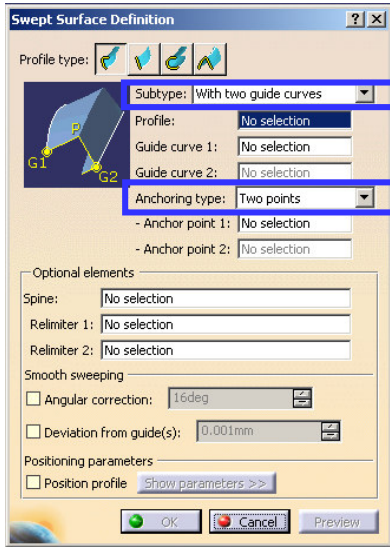 Swept Surface Definition
Profile type:
Subtype: With two guide curves
Profile: No selection
Guide curve 1: No selection
Guide curve 2: No selection
Anchoring type: Two points
- Anchor point 1: No selection
- Anchor point 2: No selection
P
G1
G2
Optional elements
Spine: No selection
Relimiter 1: No selection
Relimiter 2: No selection
Smooth sweeping
Angular correction: 16deg
Deviation from guide(s): 0.001mm
Positioning parameters
Position profile Show parameters >>
OK Cancel Preview